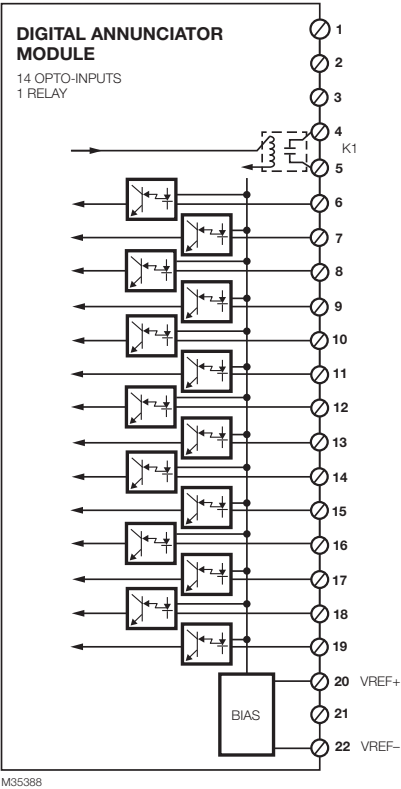 DIGITAL ANNUNCIATOR
MODULE
14 OPTO-INPUTS
1 RELAY
1
2
3
4
K1
5
6
7
8
9
10
11
12
13
14
15
16
17
18
19
20 VREF+
BIAS
21
22 VREF–
M35388